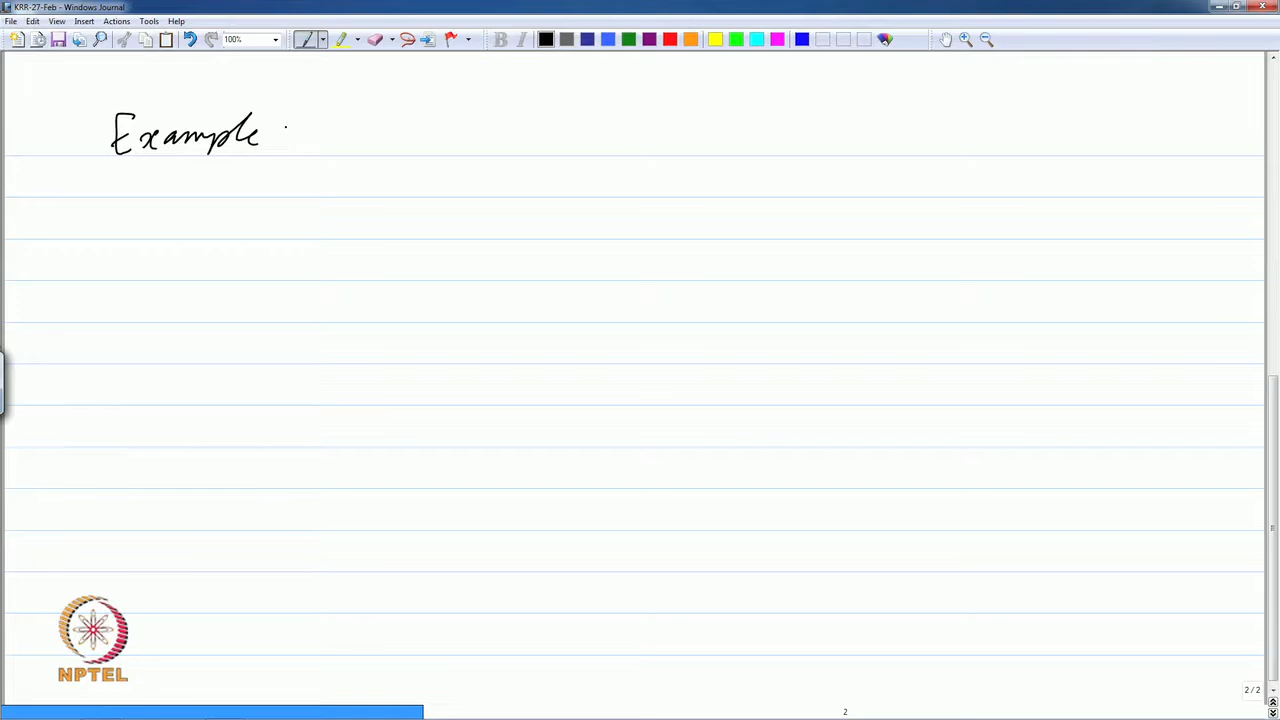 KRR-27-Feb - Windows Journal
File Edit View Insert Actions Tools Help
100%
B I
Example
NPTEL
2 / 2
2